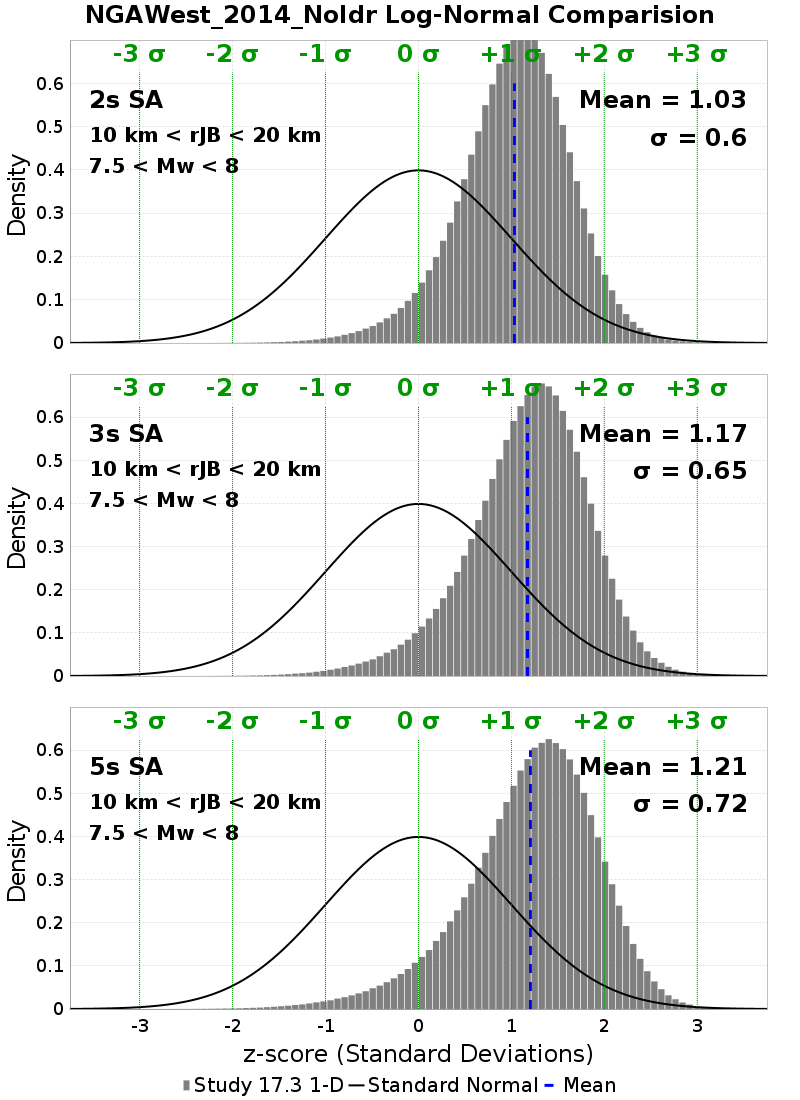 NGAWest_2014_NoIdr Log-Normal Comparision
-3 σ -2 σ -1 σ 0 σ +1 σ +2 σ +3 σ
2s SA
10 km < rJB < 20 km
7.5 < Mw < 8
Mean = 1.03
σ = 0.6
Density
0.6
0.5
0.4
0.3
0.2
0.1
0
-3 σ -2 σ -1 σ 0 σ +1 σ +2 σ +3 σ
3s SA
10 km < rJB < 20 km
7.5 < Mw < 8
Mean = 1.17
σ = 0.65
Density
0.6
0.5
0.4
0.3
0.2
0.1
0
-3 σ -2 σ -1 σ 0 σ +1 σ +2 σ +3 σ
5s SA
10 km < rJB < 20 km
7.5 < Mw < 8
Mean = 1.21
σ = 0.72
Density
0.6
0.5
0.4
0.3
0.2
0.1
0
-3 -2 -1 0 1 2 3
z-score (Standard Deviations)
Study 17.3 1-D Standard Normal Mean